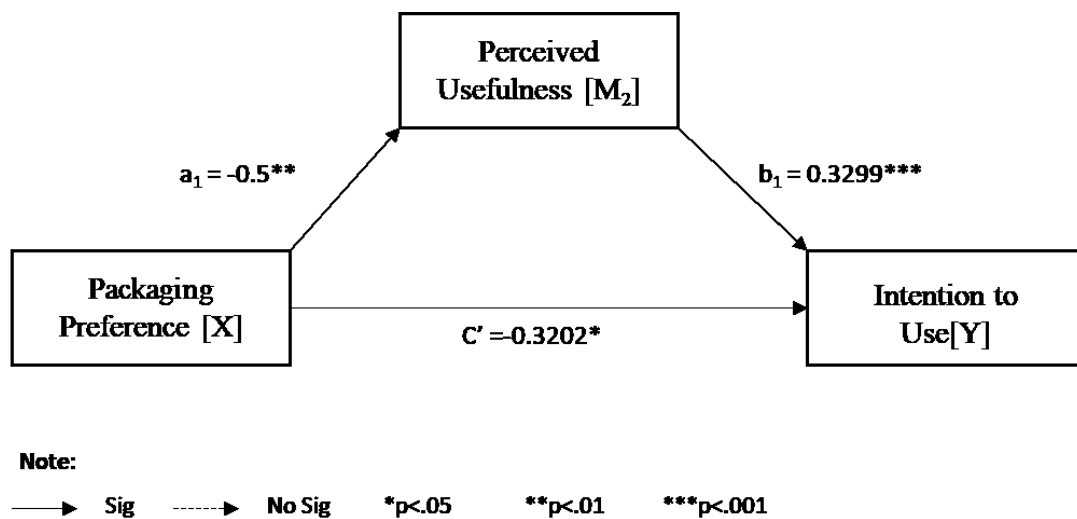 Perceived
Usefulness [M₂]
a₁ = -0.5**
b₁ = 0.3299***
Packaging
Preference [X]
C’ =-0.3202*
Intention to
Use[Y]
Note:
Sig No Sig *p<.05 **p<.01 ***p<.001